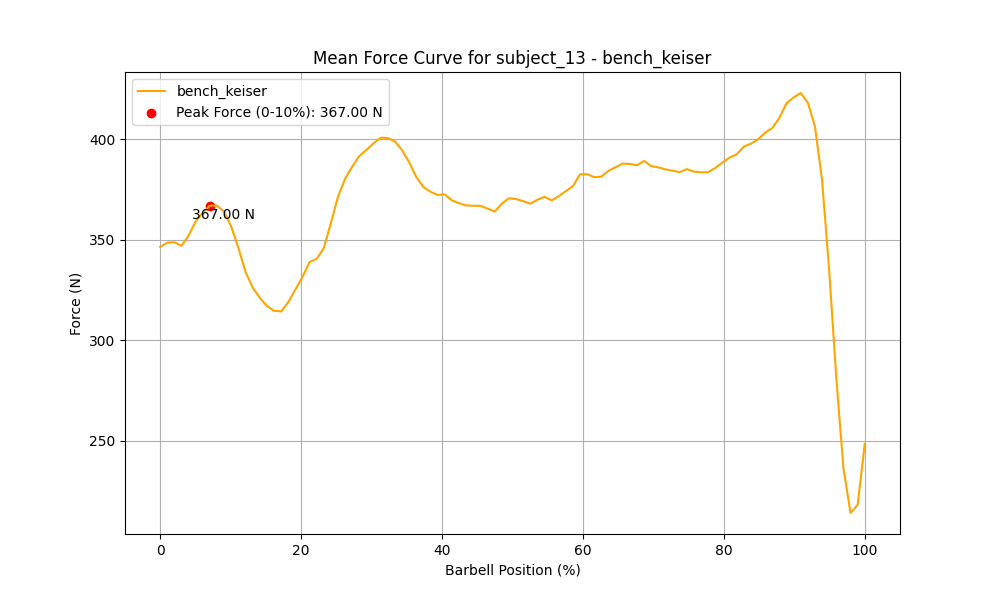 Mean Force Curve for subject_13 - bench_keiser
bench_keiser
Peak Force (0-10%): 367.00 N
367.00 N
400
350
300
250
Force (N)
0 20 40 60 80 100
Barbell Position (%)